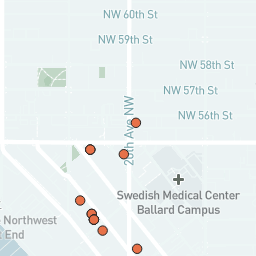 NW 60th St
NW 59th St
NW 58th St
NW 57th St
NW 56th St
20th Ave NW
Swedish Medical Center
Ballard Campus
Northwest
End